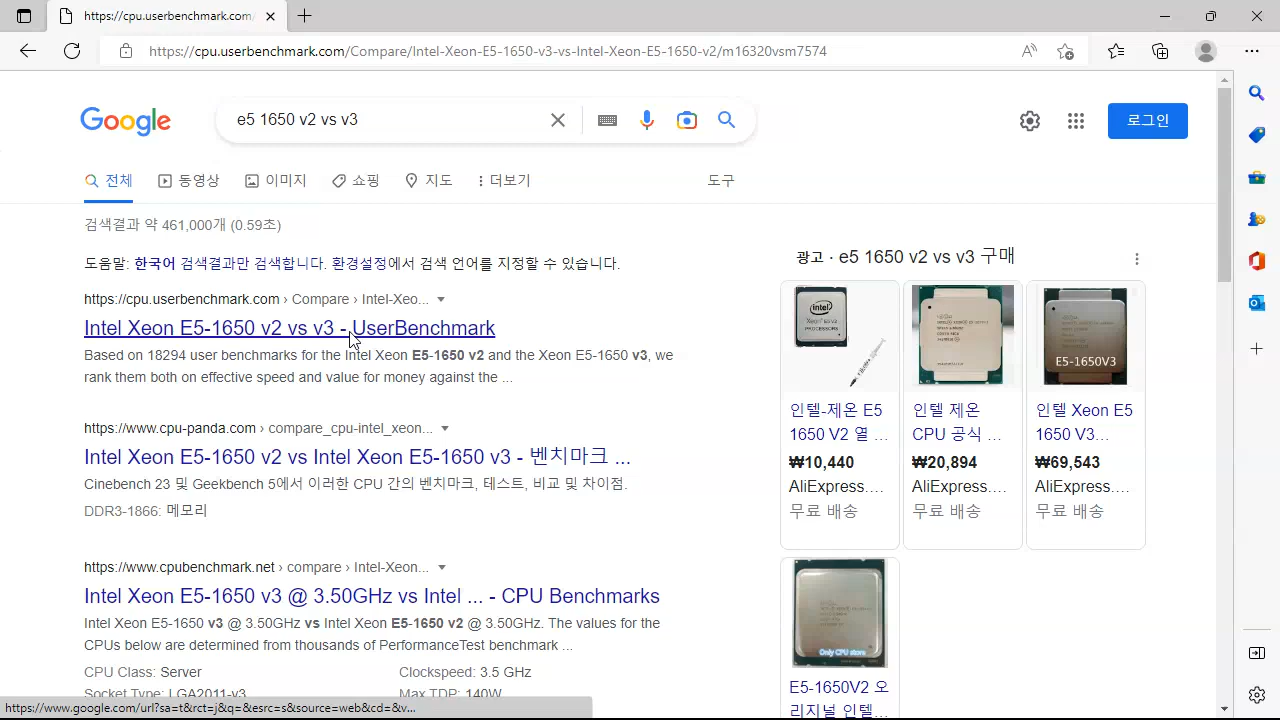 https://cpu.userbenchmark.com/
https://cpu.userbenchmark.com/Compare/Intel-Xeon-E5-1650-v3-vs-Intel-Xeon-E5-1650-v2/m16320vsm7574
Google
e5 1650 v2 vs v3
로그인
전체
동영상
이미지
쇼핑
지도
더보기
도구
검색결과 약 461,000개 (0.59초)
도움말: 한국어 검색결과만 검색합니다. 환경설정에서 검색 언어를 지정할 수 있습니다.
https://cpu.userbenchmark.com › Compare › Intel-Xeo...
Intel Xeon E5-1650 v2 vs v3 - UserBenchmark
Based on 18294 user benchmarks for the Intel Xeon E5-1650 v2 and the Xeon E5-1650 v3, we
rank them both on effective speed and value for money against the ...
https://www.cpu-panda.com › compare_cpu-intel_xeon...
Intel Xeon E5-1650 v2 vs Intel Xeon E5-1650 v3 - 벤치마크 ...
Cinebench 23 및 Geekbench 5에서 이러한 CPU 간의 벤치마크, 테스트, 비교 및 차이점.
DDR3-1866: 메모리
https://www.cpubenchmark.net › compare › Intel-Xeon...
Intel Xeon E5-1650 v3 @ 3.50GHz vs Intel ... - CPU Benchmarks
Intel Xeon E5-1650 v3 @ 3.50GHz vs Intel Xeon E5-1650 v2 @ 3.50GHz. The values for the
CPUs below are determined from thousands of PerformanceTest benchmark ...
CPU Class: Server
Clockspeed: 3.5 GHz
Socket Type: LGA2011-v3
Max TDP: 140W
https://www.google.com/url?sa=t&rct=j&q=&esrc=s&source=web&cd=&v...
광고 · e5 1650 v2 vs v3 구매
intel
PROCESSORS
인텔-제온 E5
1650 V2 열 ...
₩10,440
AliExpress....
무료 배송
인텔 제온
CPU 공식 ...
₩20,894
AliExpress....
무료 배송
E5-1650V3
인텔 Xeon E5
1650 V3...
₩69,543
AliExpress....
무료 배송
Only CPU store
E5-1650V2 오
리지널 인텔...